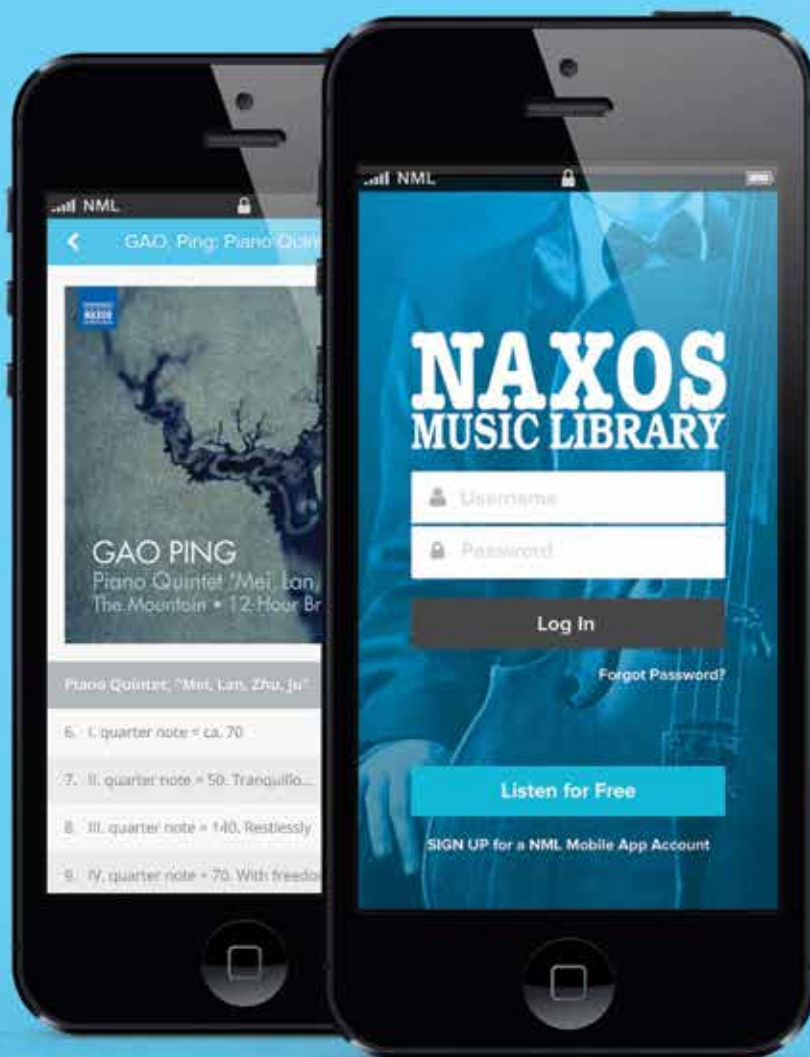 NML
GAO, Ping: Piano Quin
NAXOS
GAO PING
Piano Quintet "Mei, Lan,
The Mountain • 12-Hour Br
Piano Quintet, "Mei, Lan, Zhu, Ju"
6. I. quarter note = ca. 70
7. II. quarter note = 50. Tranquillo...
8. III. quarter note = 140. Restlessly
9. IV. quarter note = 70. With freedo
NML
NAXOS
MUSIC LIBRARY
Username
Password
Log In
Forgot Password?
Listen for Free
SIGN UP for a NML Mobile App Account